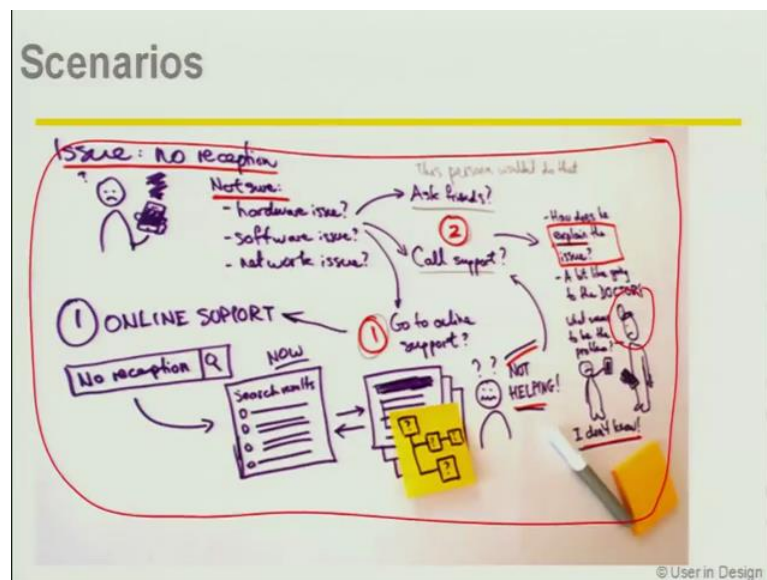 Scenarios
Issue: no reception
?
Not sure:
- hardware issue?
- software issue?
- network issue?
This person wouldn't do that
Ask friends?
2
Call support?
1 Go to online
support?
- How does he
explain the
issue?
- A bit like going
to the DOCTORS
What seems
to be the
problem?
I don't know!
1 ONLINE SUPPORT
No reception
NOW
Search results
? ?
NOT
HELPING!
?
?
?
?
© User in Design